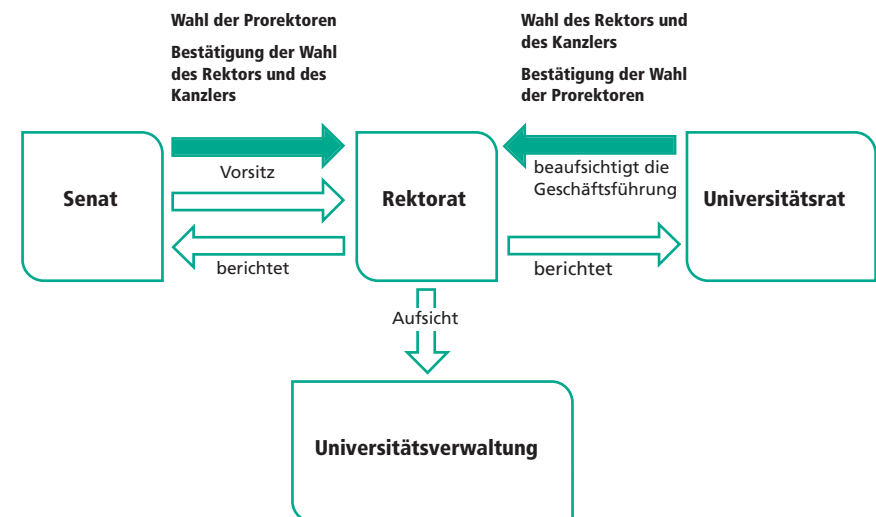 Wahl der Prorektoren
Bestätigung der Wahl
des Rektors und des
Kanzlers
Wahl des Rektors und
des Kanzlers
Bestätigung der Wahl
der Prorektoren
Senat
Vorsitz
berichtet
Rektorat
beaufsichtigt die
Geschäftsführung
berichtet
Universitätsrat
Aufsicht
Universitätsverwaltung